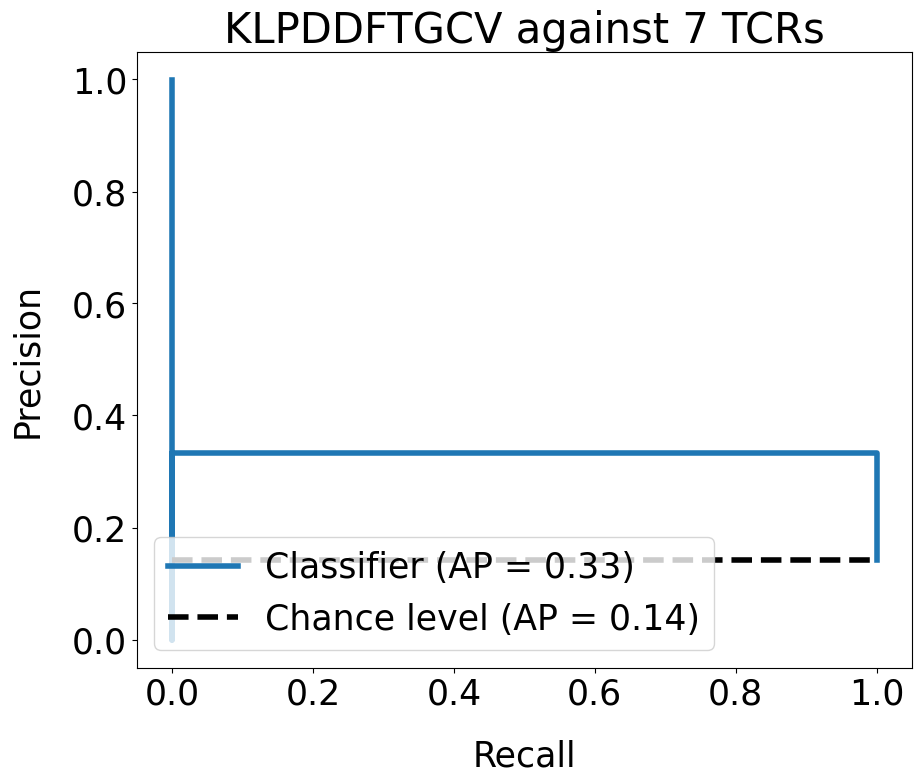 KLPDDFTGCV against 7 TCRs
Precision
1.0
0.8
0.6
0.4
0.2
0.0
Classifier (AP = 0.33)
Chance level (AP = 0.14)
0.0 0.2 0.4 0.6 0.8 1.0
Recall